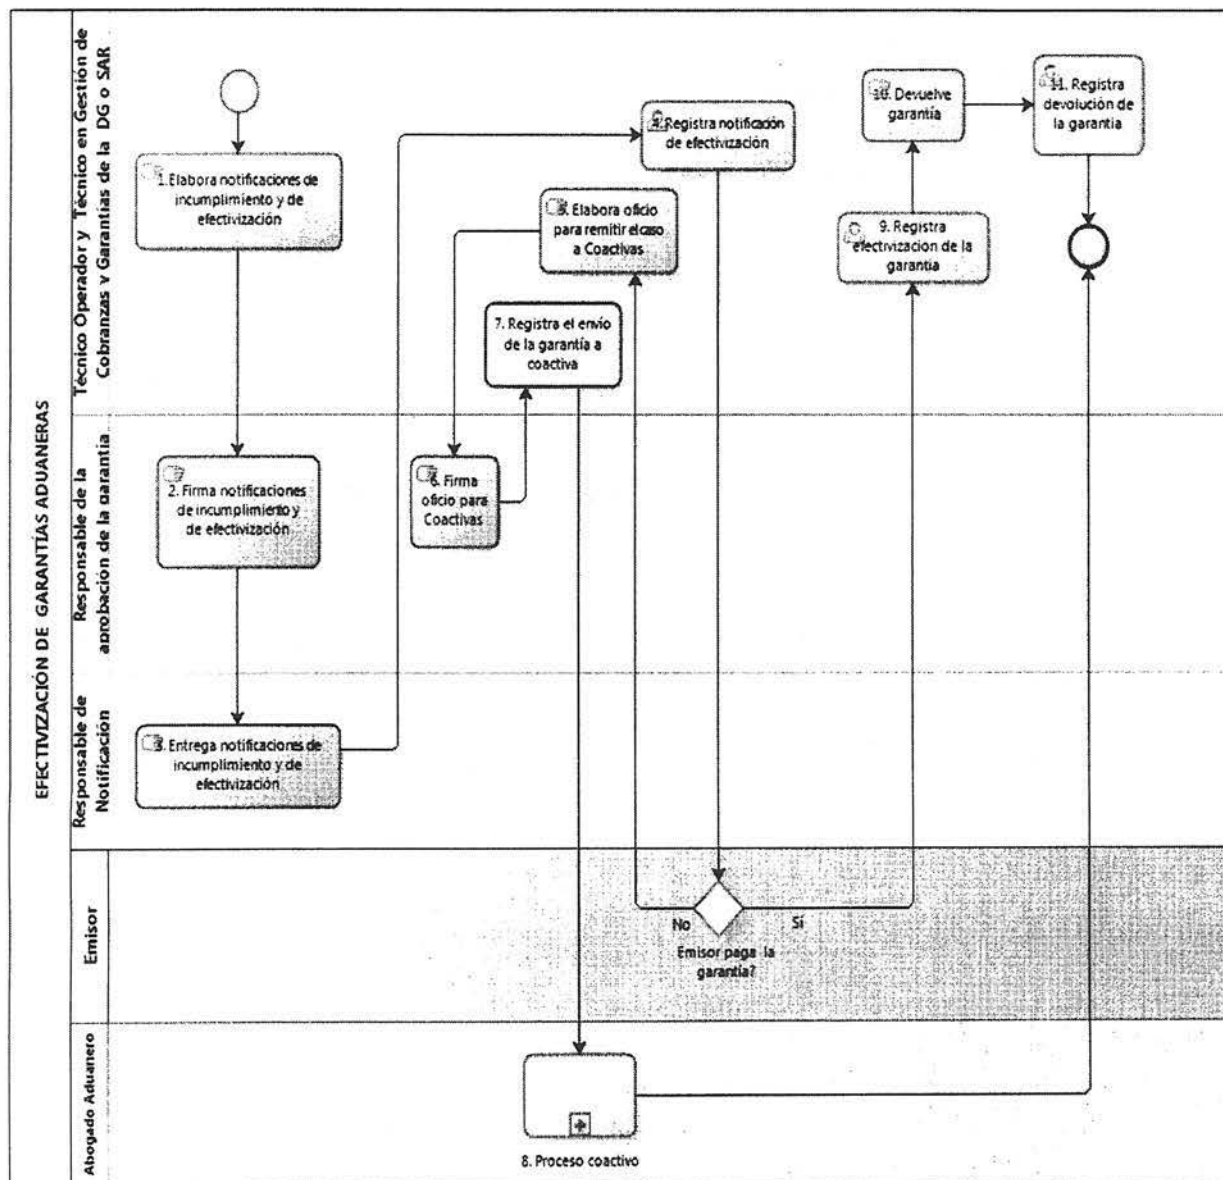 EFECTIVIZACIÓN DE GARANTÍAS ADUANERAS
Técnico Operador y Técnico en Gestión de
Cobranzas y Garantías de la DG o SAR
1. Elabora notificaciones de
incumplimiento y de
efectivización
4. Registra notificación
de efectivización
5. Elabora oficio
para remitir el caso
a Coactivas
7. Registra el envío
de la garantía a
coactiva
9. Registra
efectivizacion de la
garantía
10. Devuelve
garantía
11. Registra
devolución de
la garantía
Responsable de la
aprobación de la garantía
2. Firma notificaciones
de incumplimiento y
de efectivización
6. Firma
oficio para
Coactivas
Responsable de
Notificación
3. Entrega notificaciones de
incumplimiento y de
efectivización
Emisor
No
Si
Emisor paga la
garantía?
Abogado Aduanero
8. Proceso coactivo